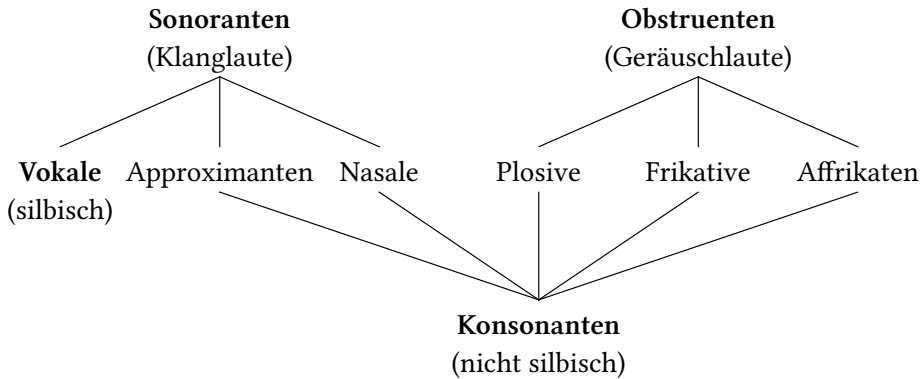 Sonoranten
(Klanglaute)
Obstruenten
(Geräuschlaute)
Vokale
(silbisch)
Approximanten
Nasale
Plosive
Frikative
Affrikaten
Konsonanten
(nicht silbisch)